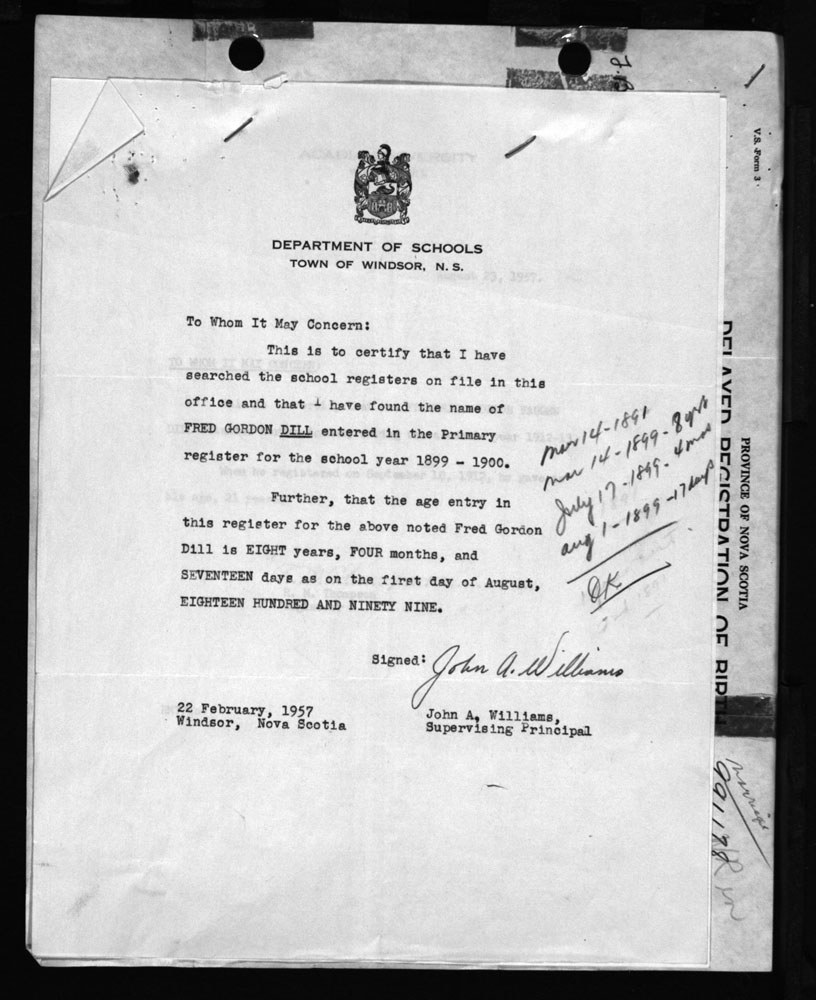 DEPARTMENT OF SCHOOLS
TOWN OF WINDSOR, N. S.
To Whom It May Concern:
This is to certify that I have
searched the school registers on file in this
office and that I have found the name of
FRED GORDON DILL entered in the Primary
register for the school year 1899 - 1900.
Further, that the age entry in
this register for the above noted Fred Gordon
Dill is EIGHT years, FOUR months, and
SEVENTEEN days as on the first day of August,
EIGHTEEN HUNDRED AND NINETY NINE.
Signed: John A. Williams
22 February, 1957
Windsor, Nova Scotia
John A. Williams,
Supervising Principal
Mar 14-1891
Mar 14-1899-8 yrs
July 17-1899-4 mos
Aug 1-1899-17 days
OK
V.S. Form 3
PROVINCE OF NOVA SCOTIA
DELAYED REGISTRATION OF BIRTH
marriage